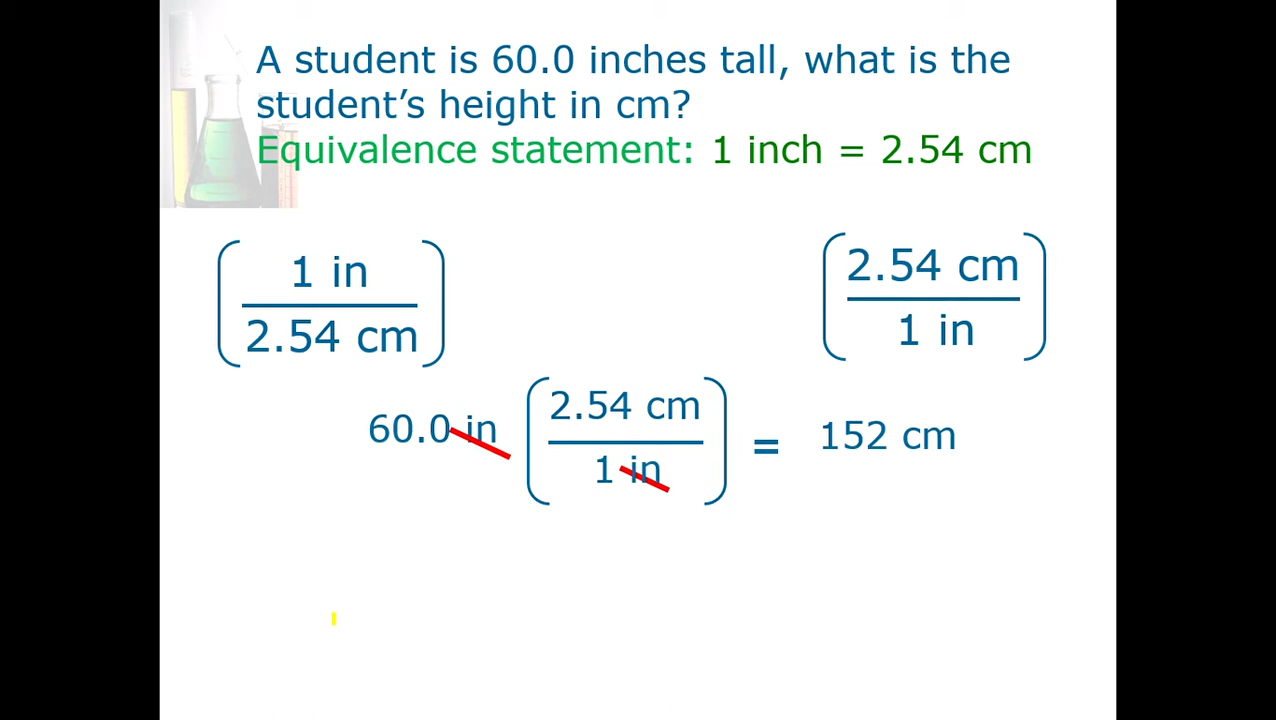 A student is 60.0 inches tall, what is the
student’s height in cm?
Equivalence statement: 1 inch = 2.54 cm
1 in
2.54 cm
2.54 cm
1 in
60.0 in
2.54 cm
1 in
= 152 cm